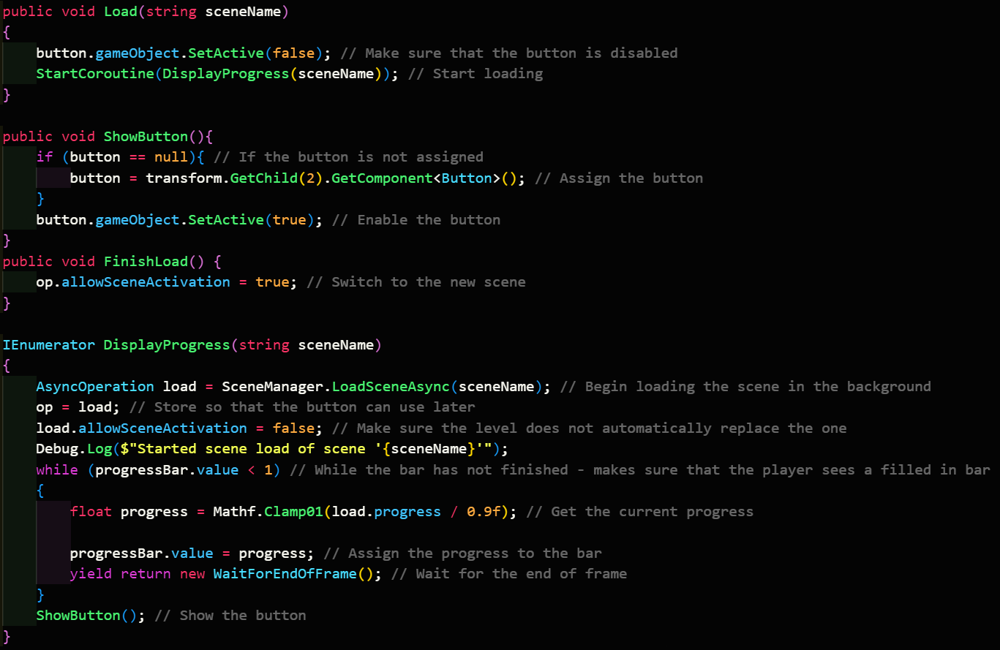 public void Load(string sceneName)
{
    button.gameObject.SetActive(false); // Make sure that the button is disabled
    StartCoroutine(DisplayProgress(sceneName)); // Start loading
}

public void ShowButton(){
    if (button == null){ // If the button is not assigned
        button = transform.GetChild(2).GetComponent<Button>(); // Assign the button
    }
    button.gameObject.SetActive(true); // Enable the button
}
public void FinishLoad() {
    op.allowSceneActivation = true; // Switch to the new scene
}

IEnumerator DisplayProgress(string sceneName)
{
    AsyncOperation load = SceneManager.LoadSceneAsync(sceneName); // Begin loading the scene in the background
    op = load; // Store so that the button can use later
    load.allowSceneActivation = false; // Make sure the level does not automatically replace the one
    Debug.Log($"Started scene load of scene '{sceneName}'");
    while (progressBar.value < 1) // While the bar has not finished - makes sure that the player sees a filled in bar
    {
        float progress = Mathf.Clamp01(load.progress / 0.9f); // Get the current progress

        progressBar.value = progress; // Assign the progress to the bar
        yield return new WaitForEndOfFrame(); // Wait for the end of frame
    }
    ShowButton(); // Show the button
}